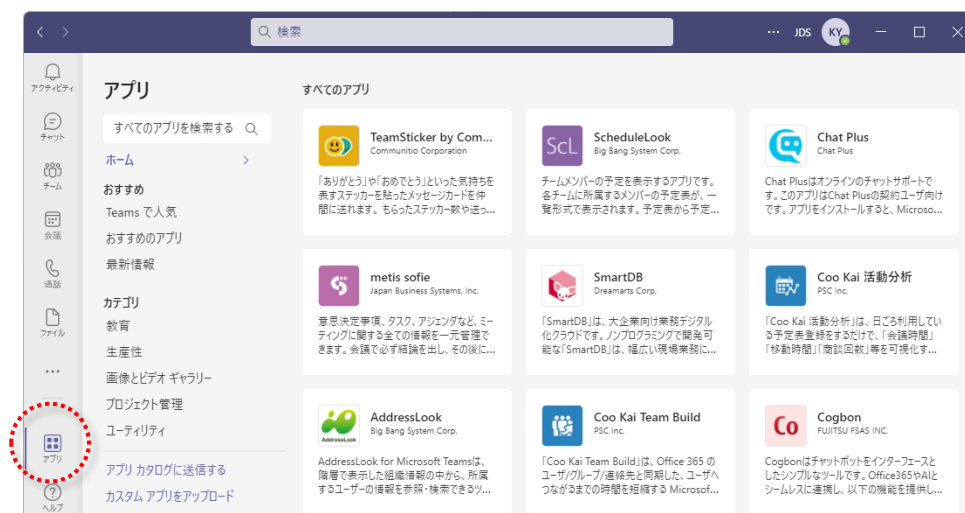 検索
JDS
KY
アクティビティ
チャット
チーム
会議
通話
ファイル
アプリ
ヘルプ
アプリ
すべてのアプリを検索する
ホーム
おすすめ
Teams で人気
おすすめのアプリ
最新情報
カテゴリ
教育
生産性
画像とビデオ ギャラリー
プロジェクト管理
ユーティリティ
アプリ カタログに送信する
カスタム アプリをアップロード
すべてのアプリ
TeamSticker by Com...
Communitio Corporation
「ありがとう」や「おめでとう」といった気持ちを
表すステッカーを貼ったメッセージカードを仲
間に送れます。もらったステッカー数や送っ...
ScL
ScheduleLook
Big Bang System Corp.
チームメンバーの予定を表示するアプリです。
各チームに所属するメンバーの予定表が、一
覧形式で表示されます。予定表から予定...
Chat Plus
Chat Plus
Chat Plusはオンラインのチャットサポートで
す。このアプリはChat Plusの契約ユーザ向け
です。アプリをインストールすると、Microso...
metis sofie
Japan Business Systems, Inc.
意思決定事項、タスク、アジェンダなど、ミー
ティングに関する全ての情報を一元管理で
きます。会議で必ず結論を出し、その後に...
SmartDB
Dreamarts Corp.
「SmartDB」は、大企業向け業務デジタル
化クラウドです。ノンプログラミングで開発可
能な「SmartDB」は、幅広い現場業務に...
Coo Kai 活動分析
PSC Inc.
「Coo Kai 活動分析」は、日ごろ利用してい
る予定表登録をするだけで、「会議時間」
「移動時間」「商談回数」等を可視化す...
AddressLook
AddressLook
Big Bang System Corp.
AddressLook for Microsoft Teamsは、
階層で表示した組織情報の中から、所属
するユーザーの情報を参照・検索できるツ...
Coo Kai Team Build
PSC Inc.
「Coo Kai Team Build」は、Office 365 の
ユーザ/グループ/連絡先と同期した、ユーザへ
つながるまでの時間を短縮する Microsof...
Co
Cogbon
FUJITSU FSAS INC.
Cogbonはチャットボットをインターフェースと
したシンプルなツールです。Office365やAIと
シームレスに連携し、以下の機能を提供し...